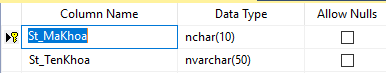 Column Name Data Type Allow Nulls
St_MaKhoa nchar(10)
St_TenKhoa nvarchar(50)